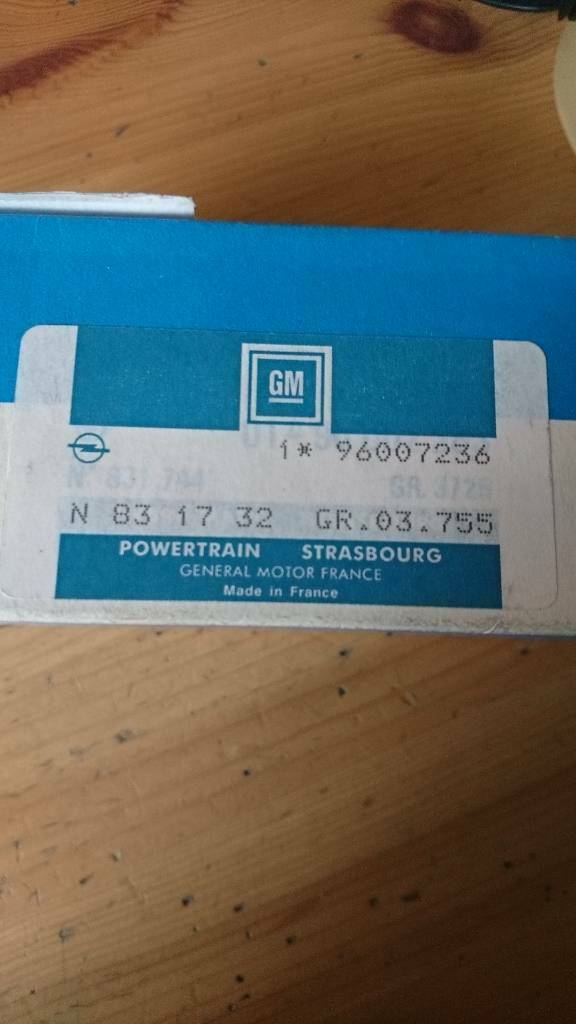 GM
1* 96007236
N 83 17 32 GR.03.755
POWERTRAIN STRASBOURG
GENERAL MOTOR FRANCE
Made in France